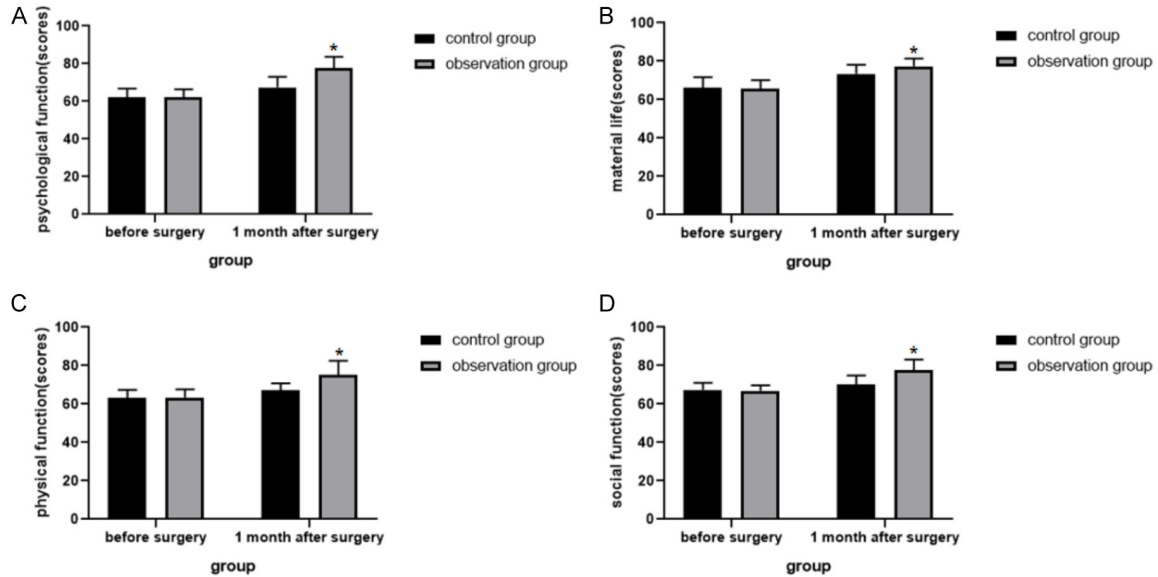 A
psychological function(scores)
100
80
60
40
20
0
*
before surgery
1 month after surgery
group
control group
observation group
B
material life(scores)
100
80
60
40
20
0
*
before surgery
1 month after surgery
group
control group
observation group
C
physical function(scores)
100
80
60
40
20
0
*
before surgery
1 month after surgery
group
control group
observation group
D
social function(scores)
100
80
60
40
20
0
*
before surgery
1 month after surgery
group
control group
observation group